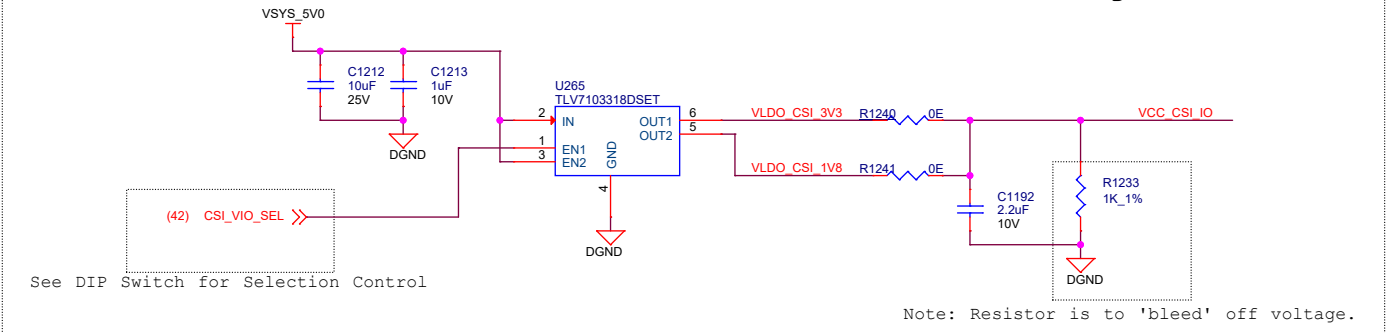 VSYS_5V0
C1212
10uF
25V
C1213
1uF
10V
DGND
U265
TLV7103318DSET
2 IN
1 EN1
3 EN2
GND
4
OUT1 6
OUT2 5
DGND
VLDO_CSI_3V3 R1240 0E
VCC_CSI_IO
VLDO_CSI_1V8 R1241 0E
C1192
2.2uF
10V
R1233
1K_1%
DGND
(42) CSI_VIO_SEL
See DIP Switch for Selection Control
Note: Resistor is to 'bleed' off voltage.